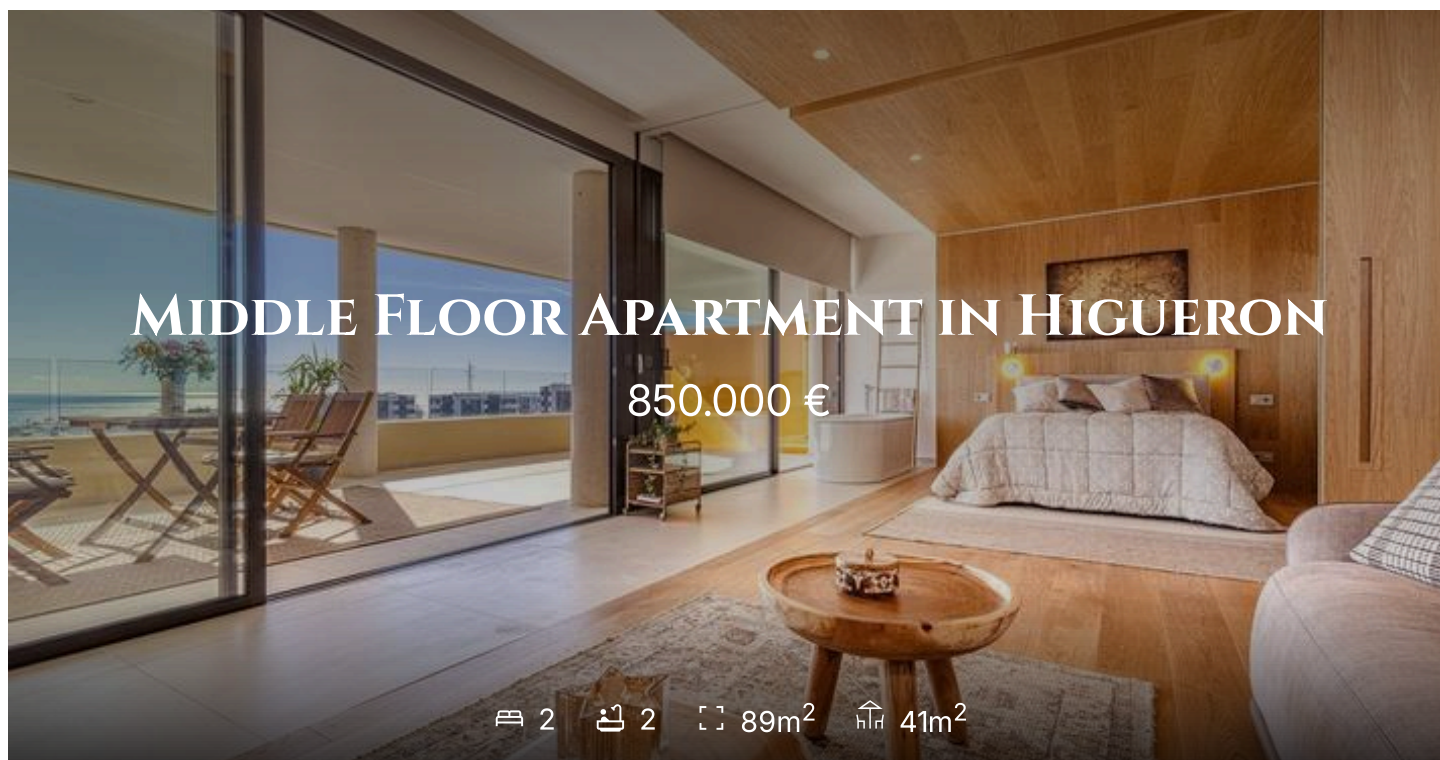 Middle Floor Apartment in Higueron
850.000 €
2 2 89m² 41m²